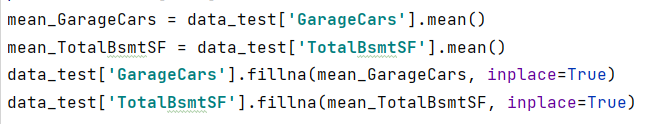 mean_GarageCars = data_test['GarageCars'].mean()
mean_TotalBsmtSF = data_test['TotalBsmtSF'].mean()
data_test['GarageCars'].fillna(mean_GarageCars, inplace=True)
data_test['TotalBsmtSF'].fillna(mean_TotalBsmtSF, inplace=True)